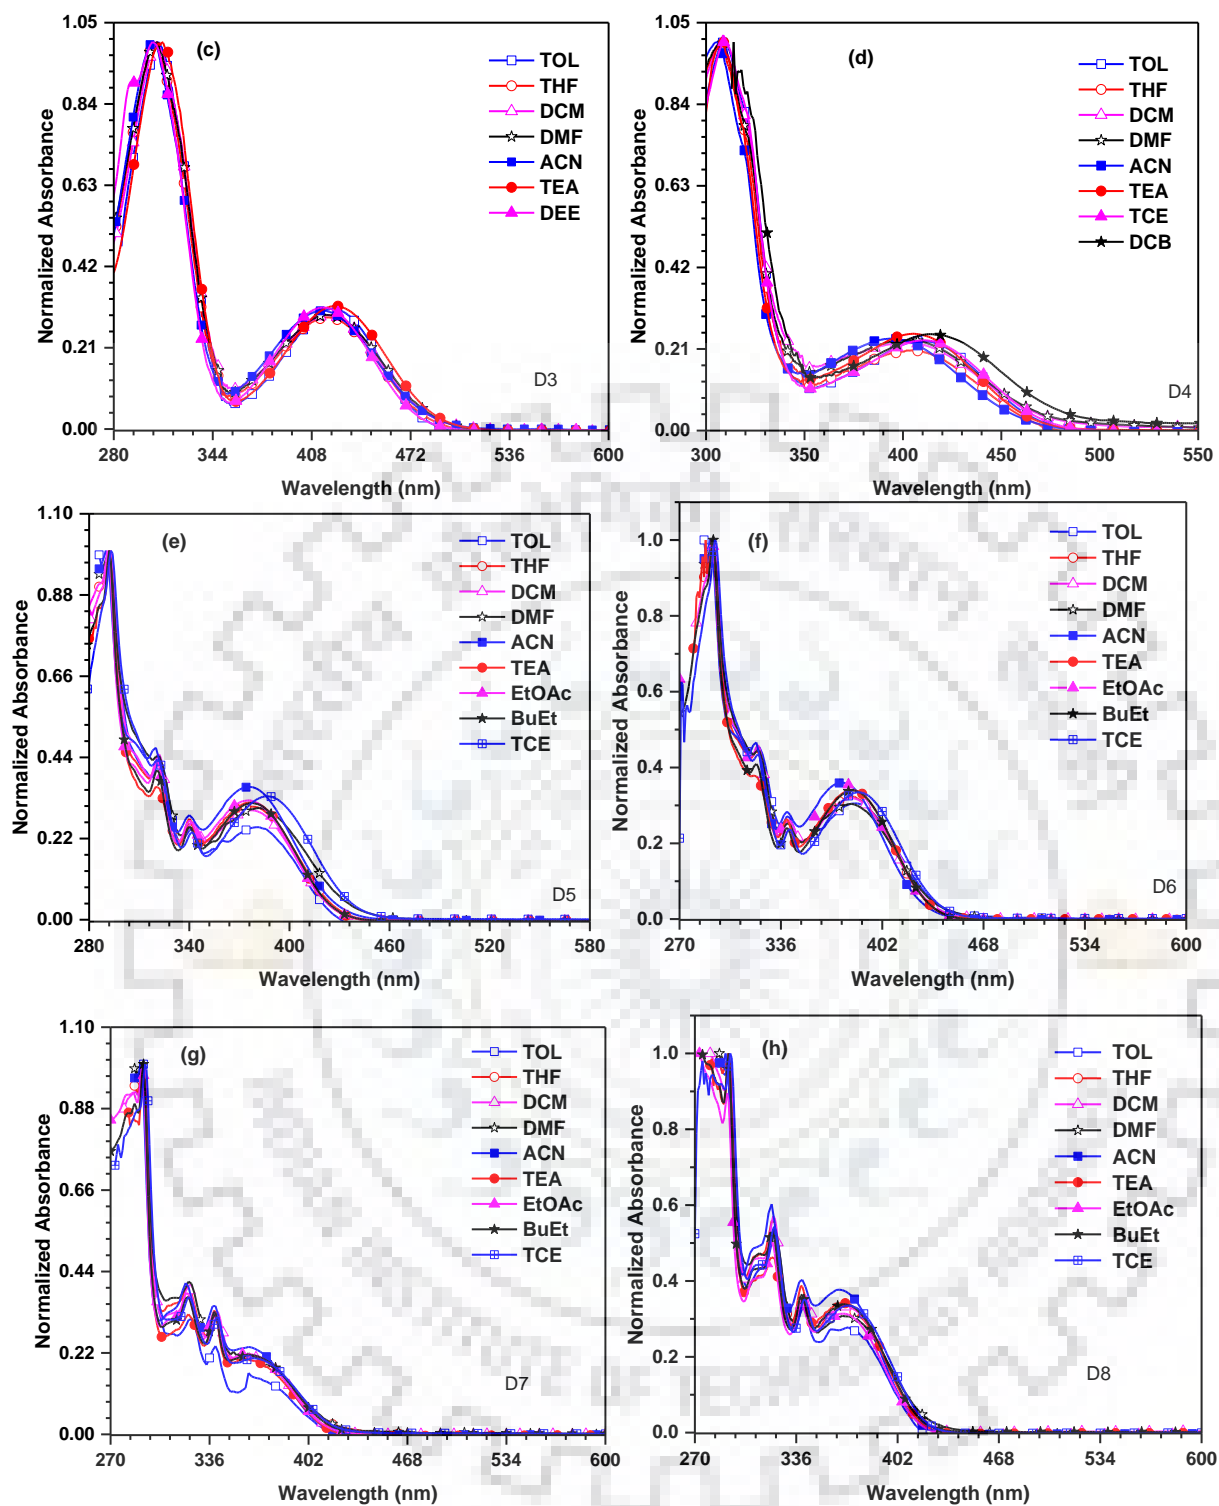 (c)
1.05
0.84
0.63
0.42
0.21
0.00
Normalized Absorbance
280 344 408 472 536 600
Wavelength (nm)
TOL
THF
DCM
DMF
ACN
TEA
DEE
D3
(d)
1.05
0.84
0.63
0.42
0.21
0.00
Normalized Absorbance
300 350 400 450 500 550
Wavelength (nm)
TOL
THF
DCM
DMF
ACN
TEA
TCE
DCB
D4
(e)
1.10
0.88
0.66
0.44
0.22
0.00
Normalized Absorbance
280 340 400 460 520 580
Wavelength (nm)
TOL
THF
DCM
DMF
ACN
TEA
EtOAc
BuEt
TCE
D5
(f)
1.0
0.8
0.6
0.4
0.2
0.0
Normalized Absorbance
270 336 402 468 534 600
Wavelength (nm)
TOL
THF
DCM
DMF
ACN
TEA
EtOAc
BuEt
TCE
D6
(g)
1.10
0.88
0.66
0.44
0.22
0.00
Normalized Absorbance
270 336 402 468 534 600
Wavelength (nm)
TOL
THF
DCM
DMF
ACN
TEA
EtOAc
BuEt
TCE
D7
(h)
1.0
0.8
0.6
0.4
0.2
0.0
Normalized Absorbance
270 336 402 468 534 600
Wavelength (nm)
TOL
THF
DCM
DMF
ACN
TEA
EtOAc
BuEt
TCE
D8